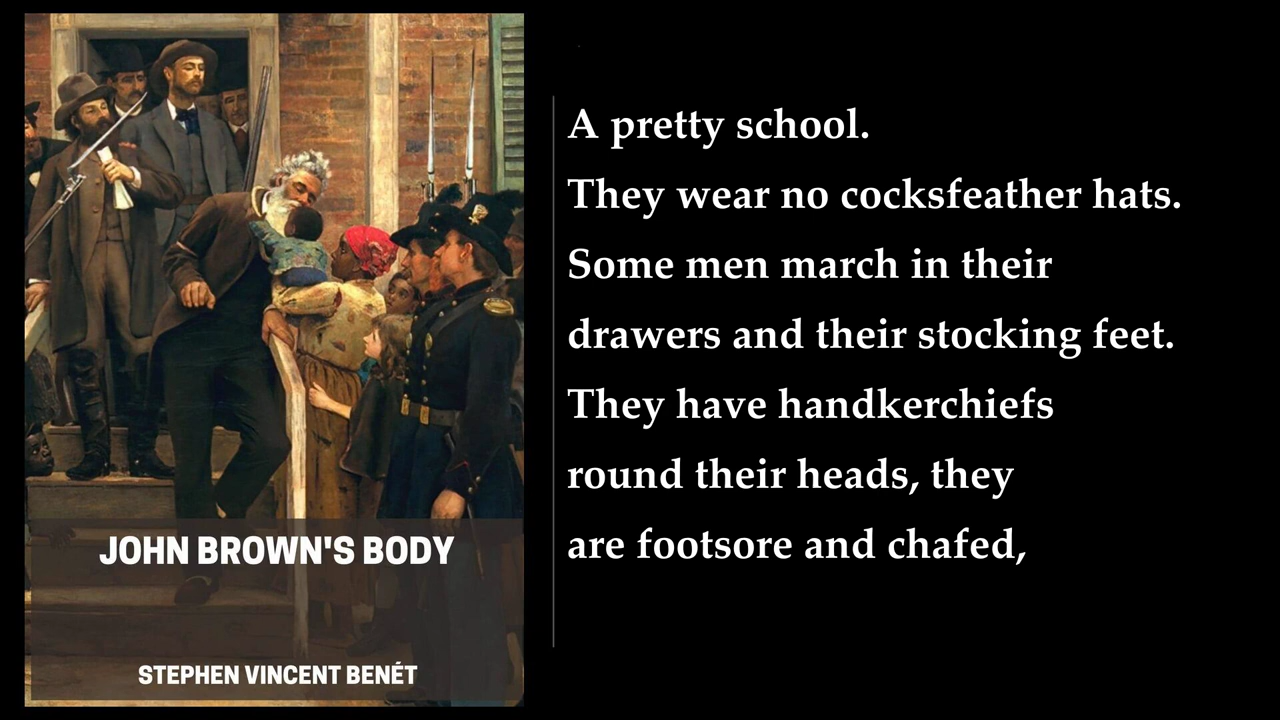 JOHN BROWN'S BODY
STEPHEN VINCENT BENÉT
A pretty school.
They wear no cocksfeather hats.
Some men march in their
drawers and their stocking feet.
They have handkerchiefs
round their heads, they
are footsore and chafed,